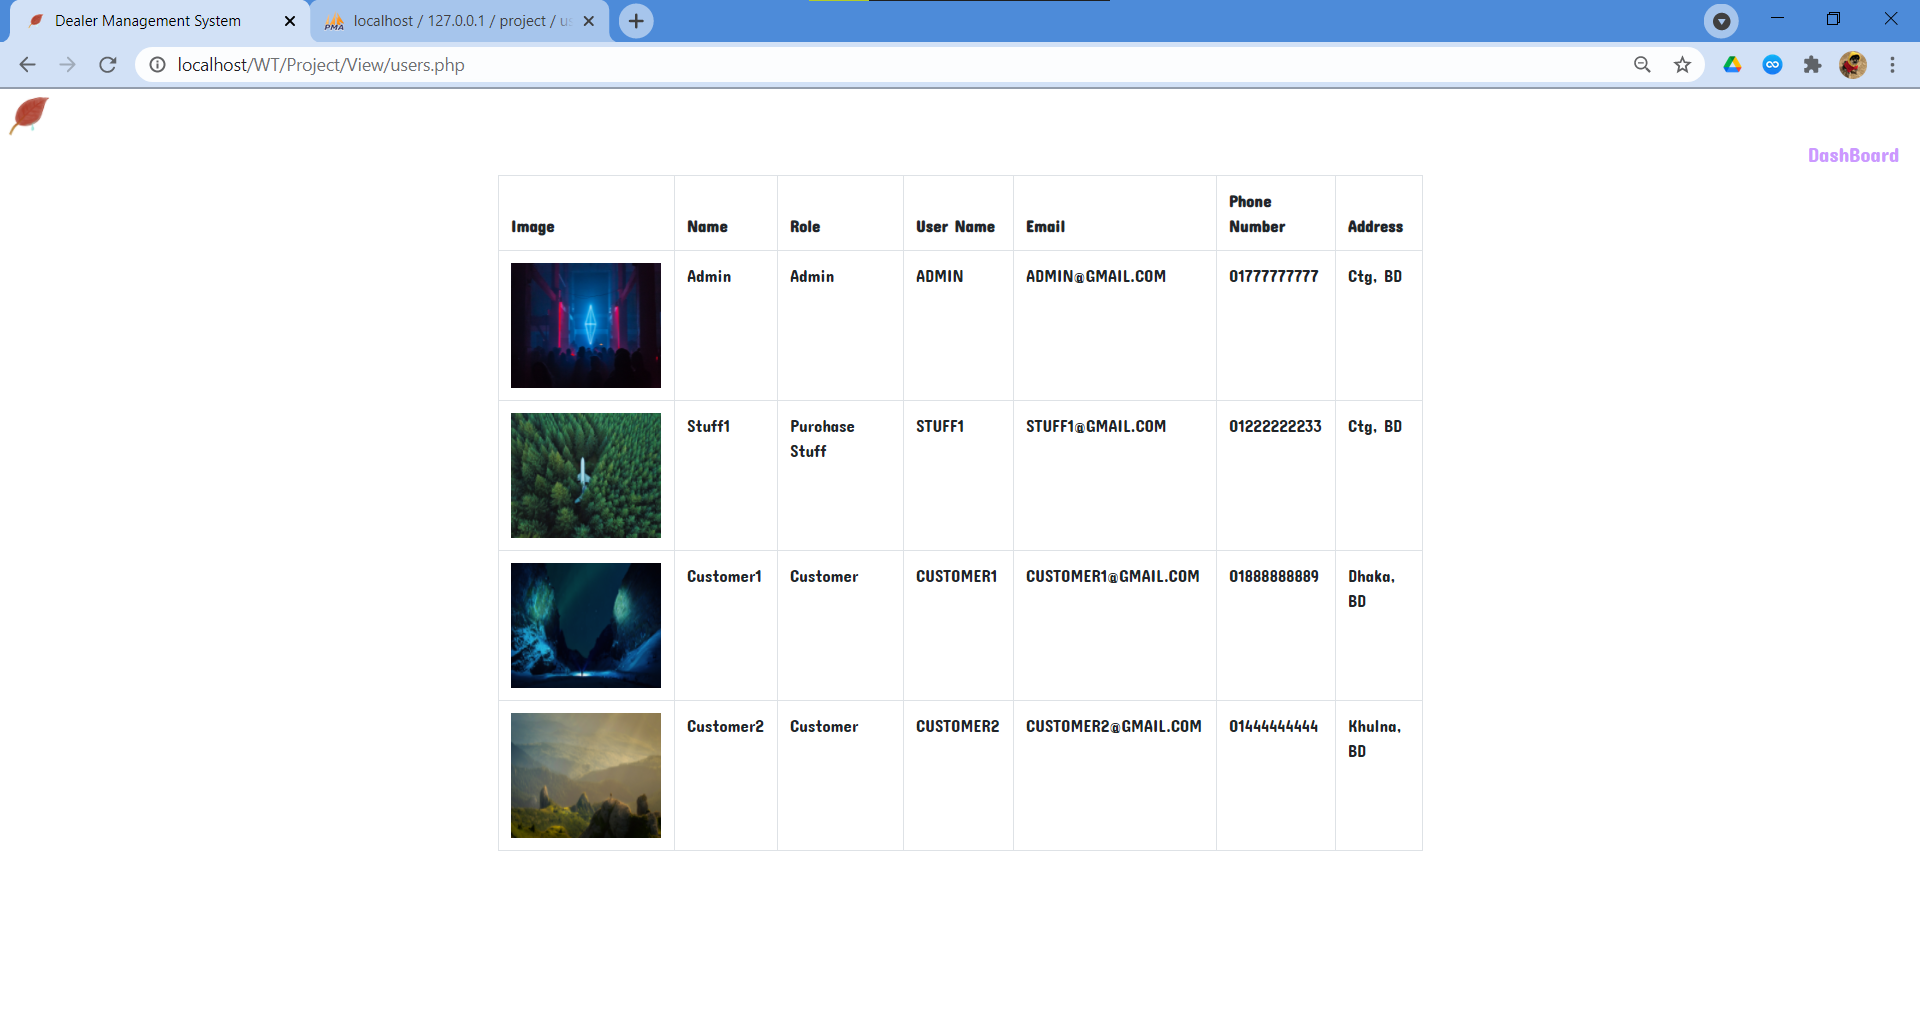 Dealer Management System
PMA
localhost / 127.0.0.1 / project / us
localhost/WT/Project/View/users.php
DashBoard
Image Name Role User Name Email Phone Number Address
Admin Admin ADMIN ADMIN@GMAIL.COM 01777777777 Ctg, BD
Stuff1 Purchase Stuff STUFF1 STUFF1@GMAIL.COM 01222222233 Ctg, BD
Customer1 Customer CUSTOMER1 CUSTOMER1@GMAIL.COM 01888888889 Dhaka, BD
Customer2 Customer CUSTOMER2 CUSTOMER2@GMAIL.COM 01444444444 Khulna, BD